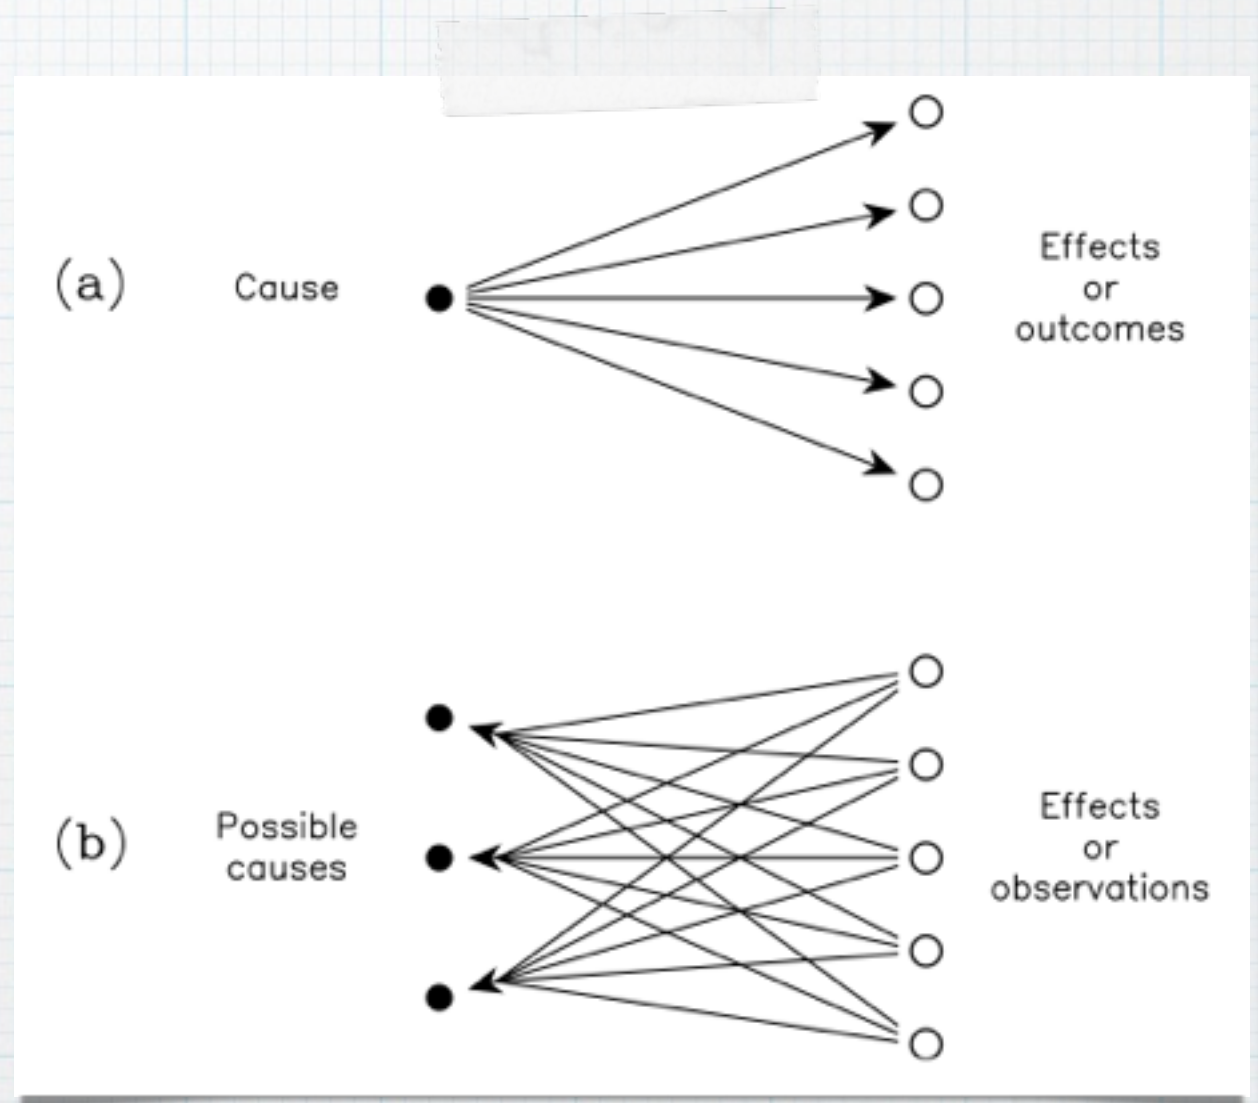 (a)
Cause
Effects
or
outcomes
(b)
Possible
causes
Effects
or
observations